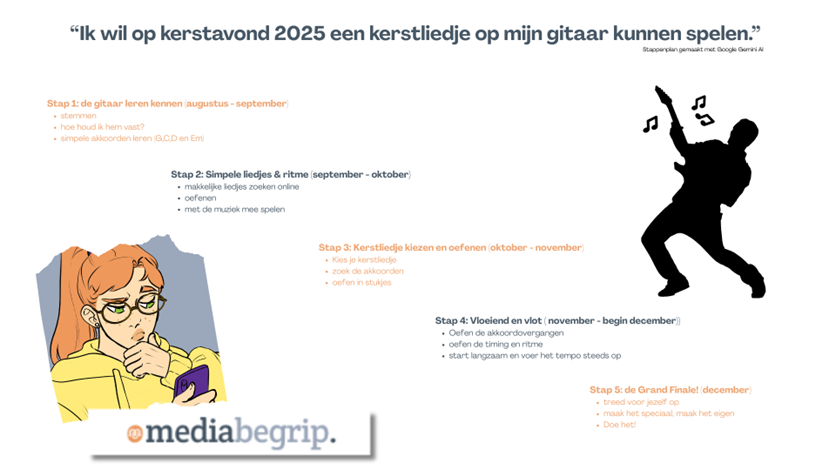 “Ik wil op kerstavond 2025 een kerstliedje op mijn gitaar kunnen spelen.”
Stappenplan gemaakt met Google Gemini AI
Stap 1: de gitaar leren kennen (augustus - september)
stemmen
hoe houd ik hem vast?
simpele akkoorden leren (G,C,D en Em)
Stap 2: Simpele liedjes & ritme (september - oktober)
makkelijke liedjes zoeken online
oefenen
met de muziek mee spelen
Stap 3: Kerstliedje kiezen en oefenen (oktober - november)
Kies je kerstliedje
zoek de akkoorden
oefen in stukjes
Stap 4: Vloeiend en vlot ( november - begin december))
Oefen de akkoordovergangen
oefen de timing en ritme
start langzaam en voer het tempo steeds op
Stap 5: de Grand Finale! (december)
treed voor jezelf op
maak het speciaal, maak het eigen
Doe het!
mediabegrip.